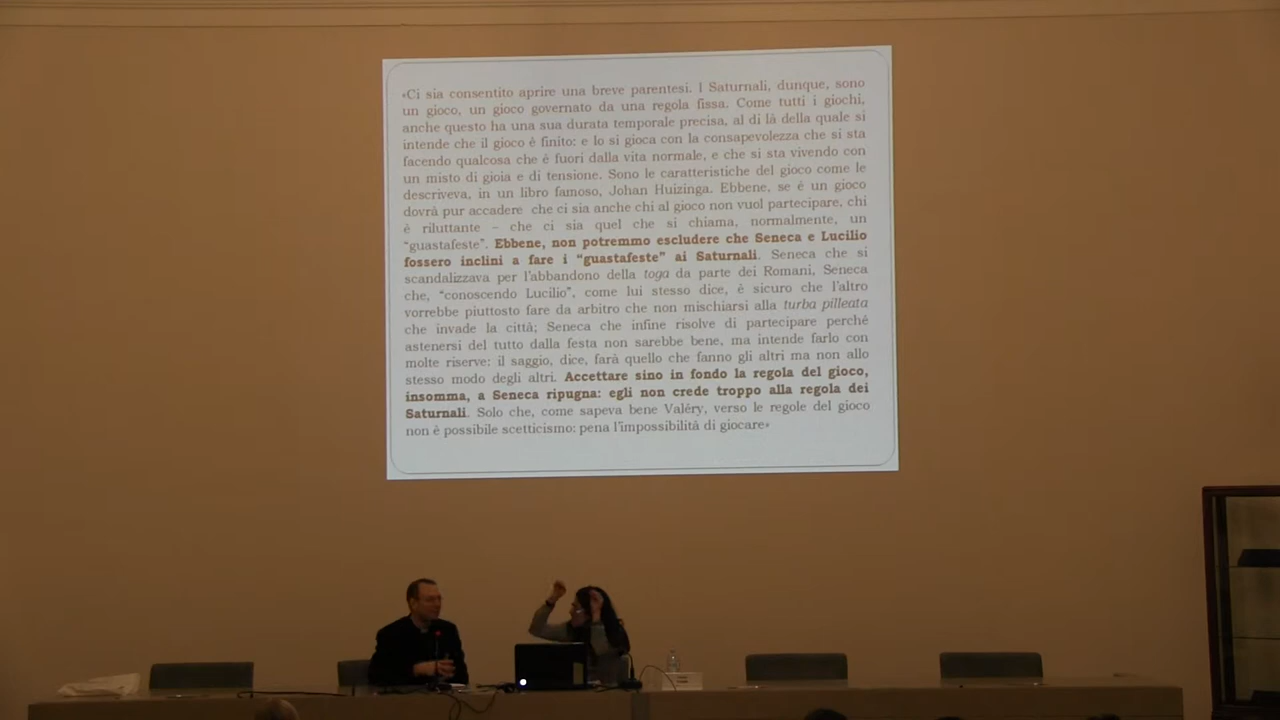 «Ci sia consentito aprire una breve parentesi. I Saturnali, dunque, sono
un gioco, un gioco governato da una regola fissa. Come tutti i giochi,
anche questo ha una sua durata temporale precisa, al di là della quale si
intende che il gioco è finito: e lo si gioca con la consapevolezza che si sta
facendo qualcosa che è fuori dalla vita normale, e che si sta vivendo con
un misto di gioia e di tensione. Sono le caratteristiche del gioco come le
descriveva, in un libro famoso, Johan Huizinga. Ebbene, se è un gioco
dovrà pur accadere che ci sia anche chi al gioco non vuol partecipare, chi
è riluttante – che ci sia quel che si chiama, normalmente, un
“guastafeste”. Ebbene, non potremmo escludere che Seneca e Lucilio
fossero inclini a fare i “guastafeste” ai Saturnali. Seneca che si
scandalizzava per l’abbandono della toga da parte dei Romani, Seneca
che, “conoscendo Lucilio”, come lui stesso dice, è sicuro che l’altro
vorrebbe piuttosto fare da arbitro che non mischiarsi alla turba pilleata
che invade la città; Seneca che infine risolve di partecipare perché
astenersi del tutto dalla festa non sarebbe bene, ma intende farlo con
molte riserve: il saggio, dice, farà quello che fanno gli altri ma non allo
stesso modo degli altri. Accettare sino in fondo la regola del gioco,
insomma, a Seneca ripugna: egli non crede troppo alla regola dei
Saturnali. Solo che, come sapeva bene Valéry, verso le regole del gioco
non è possibile scetticismo: pena l’impossibilità di giocare»